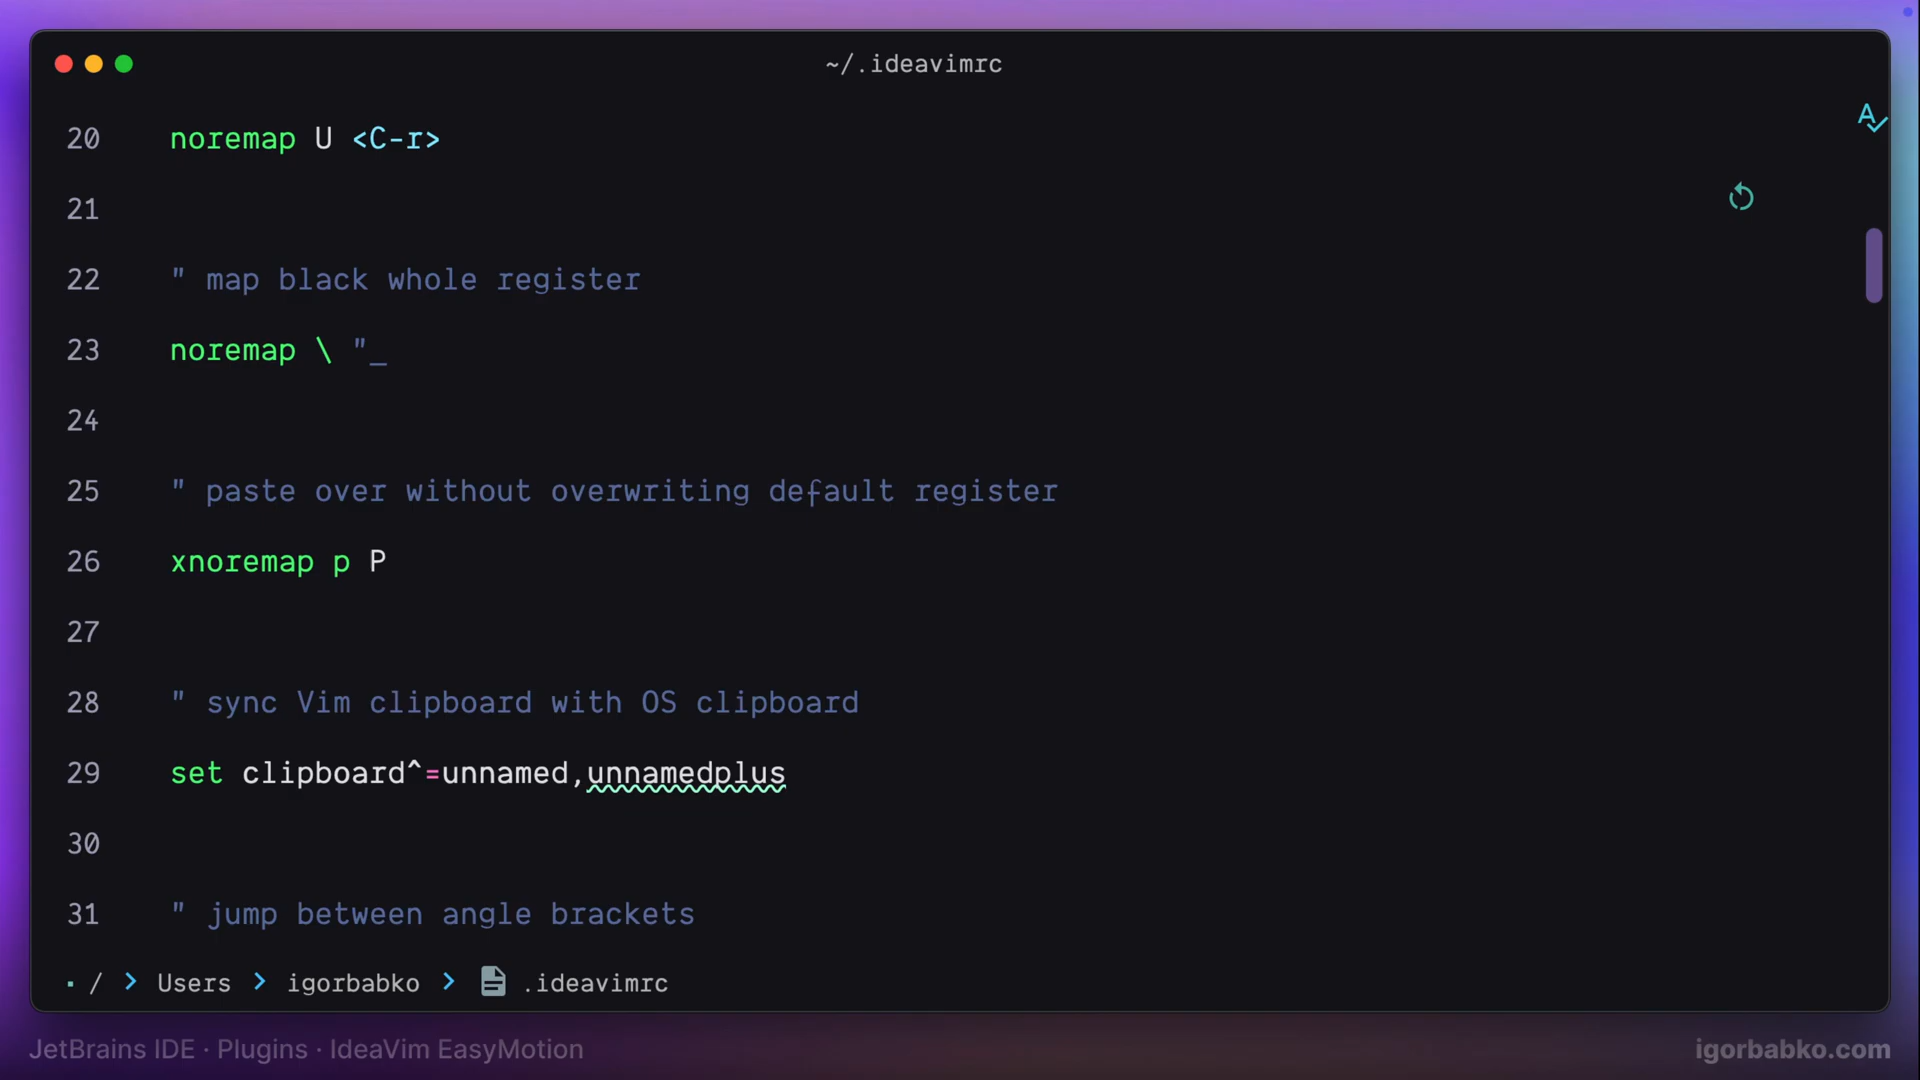 ~/.ideavimrc
20 noremap U <C-r>
21
22 " map black whole register
23 noremap \ "_
24
25 " paste over without overwriting default register
26 xnoremap p P
27
28 " sync Vim clipboard with OS clipboard
29 set clipboard^=unnamed,unnamedplus
30
31 " jump between angle brackets
/ > Users > igorbabko > .ideavimrc
JetBrains IDE · Plugins · IdeaVim EasyMotion
igorbabko.com